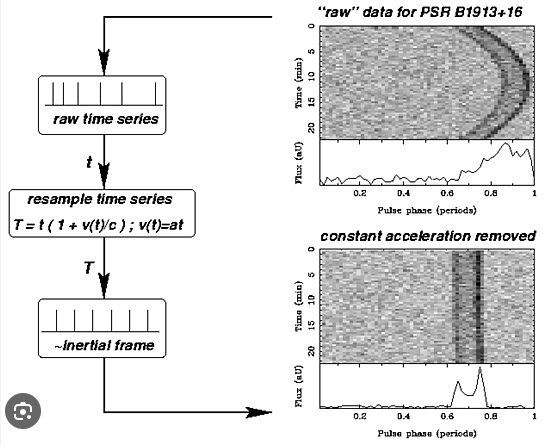 "raw" data for PSR B1913+16
Time (min)
0
5
10
15
20
Flux (aU)
0.2
0.4
0.6
0.8
1
Pulse phase (periods)
raw time series
t
resample time series
T = t ( 1 + v(t)/c ) ; v(t)=at
T
~inertial frame
constant acceleration removed
Time (min)
0
5
10
15
20
Flux (aU)
0.2
0.4
0.6
0.8
1
Pulse phase (periods)